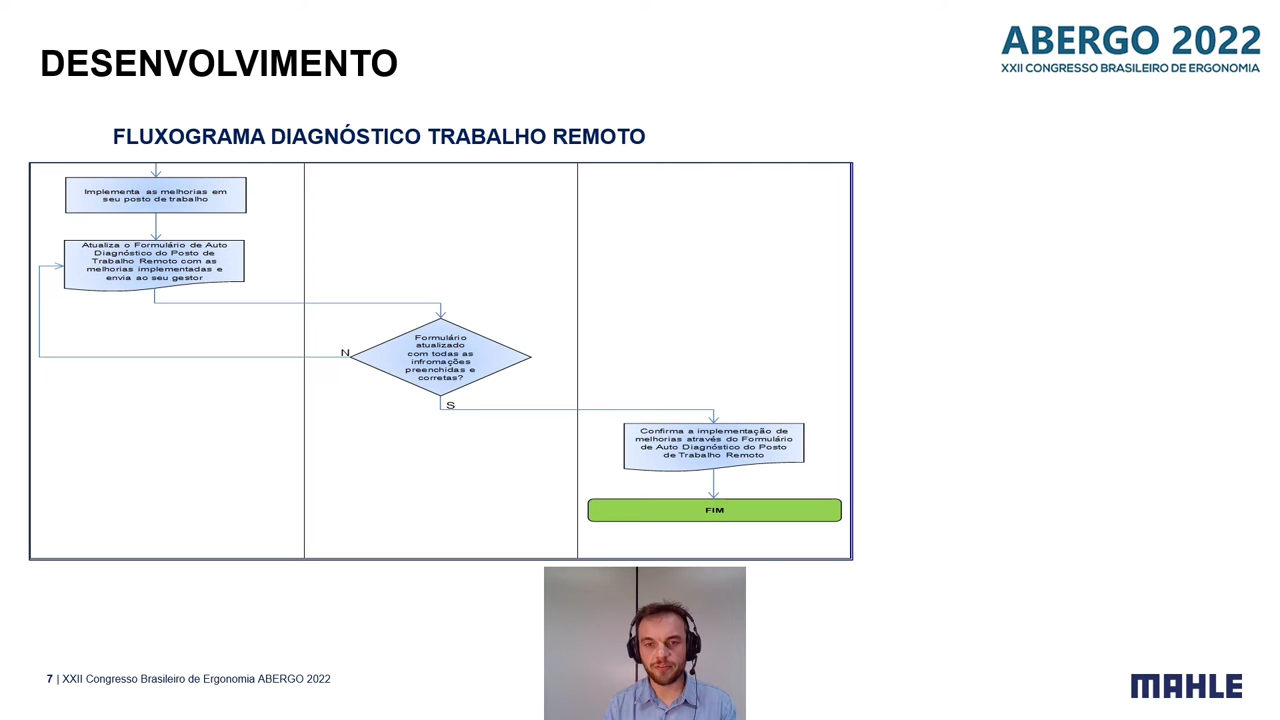 DESENVOLVIMENTO
ABERGO 2022
XXII CONGRESSO BRASILEIRO DE ERGONOMIA
FLUXOGRAMA DIAGNÓSTICO TRABALHO REMOTO
Implementa as melhorias em
seu posto de trabalho
Atualiza o Formulário de Auto
Diagnóstico do Posto de
Trabalho Remoto com as
melhorias implementadas e
envia ao seu gestor
Formulário
atualizado
com todas as
infromações
preenchidas e
corretas?
N
S
Confirma a implementação de
melhorias através do Formulário
de Auto Diagnóstico do Posto
de Trabalho Remoto
FIM
7 | XXII Congresso Brasileiro de Ergonomia ABERGO 2022
MAHLE